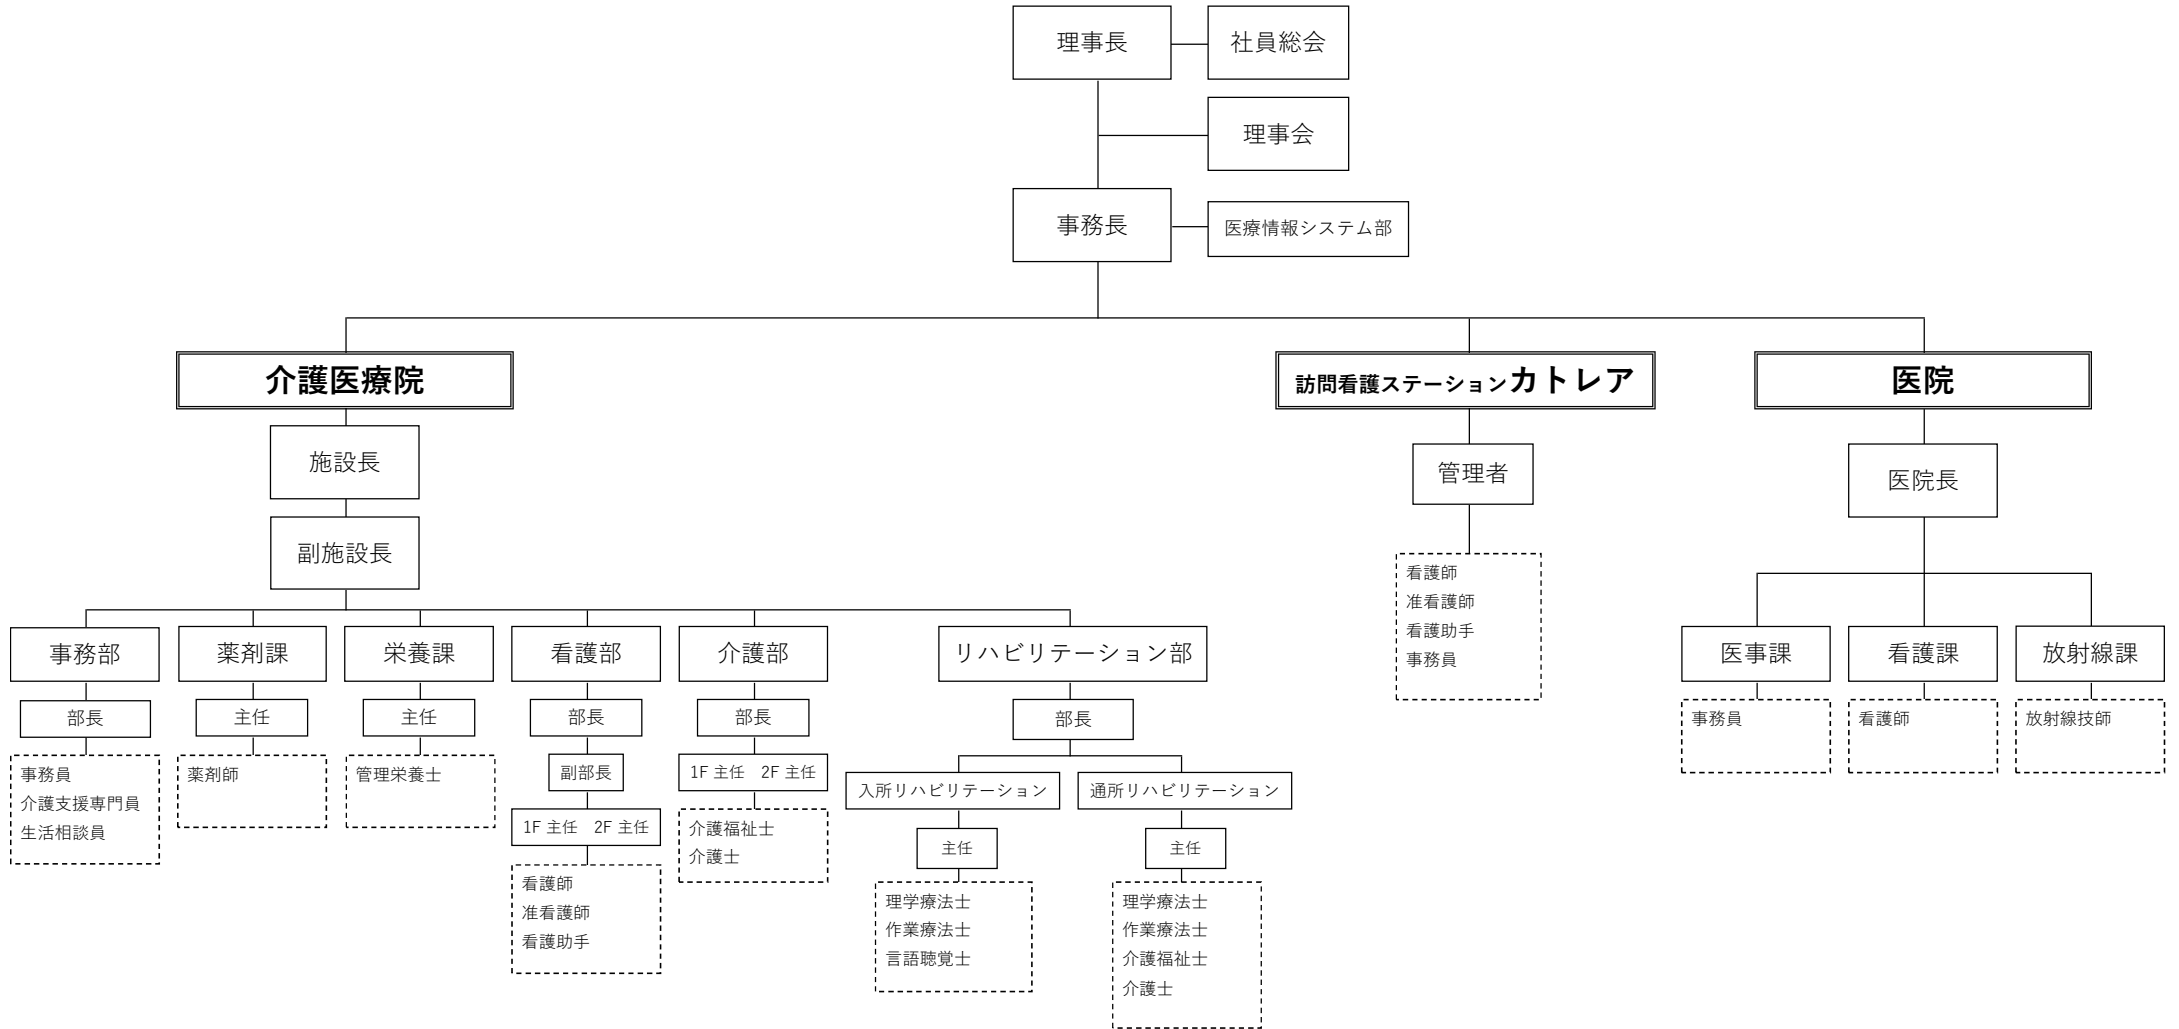 理事長
社員総会
理事会
事務長
医療情報システム部
介護医療院
訪問看護ステーションカトレア
医院
施設長
副施設長
管理者
看護師
准看護師
看護助手
事務員
医院長
事務部
薬剤課
栄養課
看護部
介護部
リハビリテーション部
医事課
看護課
放射線課
部長
主任
主任
部長
部長
部長
事務員
看護師
放射線技師
事務員
介護支援専門員
生活相談員
薬剤師
管理栄養士
副部長
1F 主任　2F 主任
看護師
准看護師
看護助手
1F 主任　2F 主任
介護福祉士
介護士
入所リハビリテーション
主任
理学療法士
作業療法士
言語聴覚士
通所リハビリテーション
主任
理学療法士
作業療法士
介護福祉士
介護士